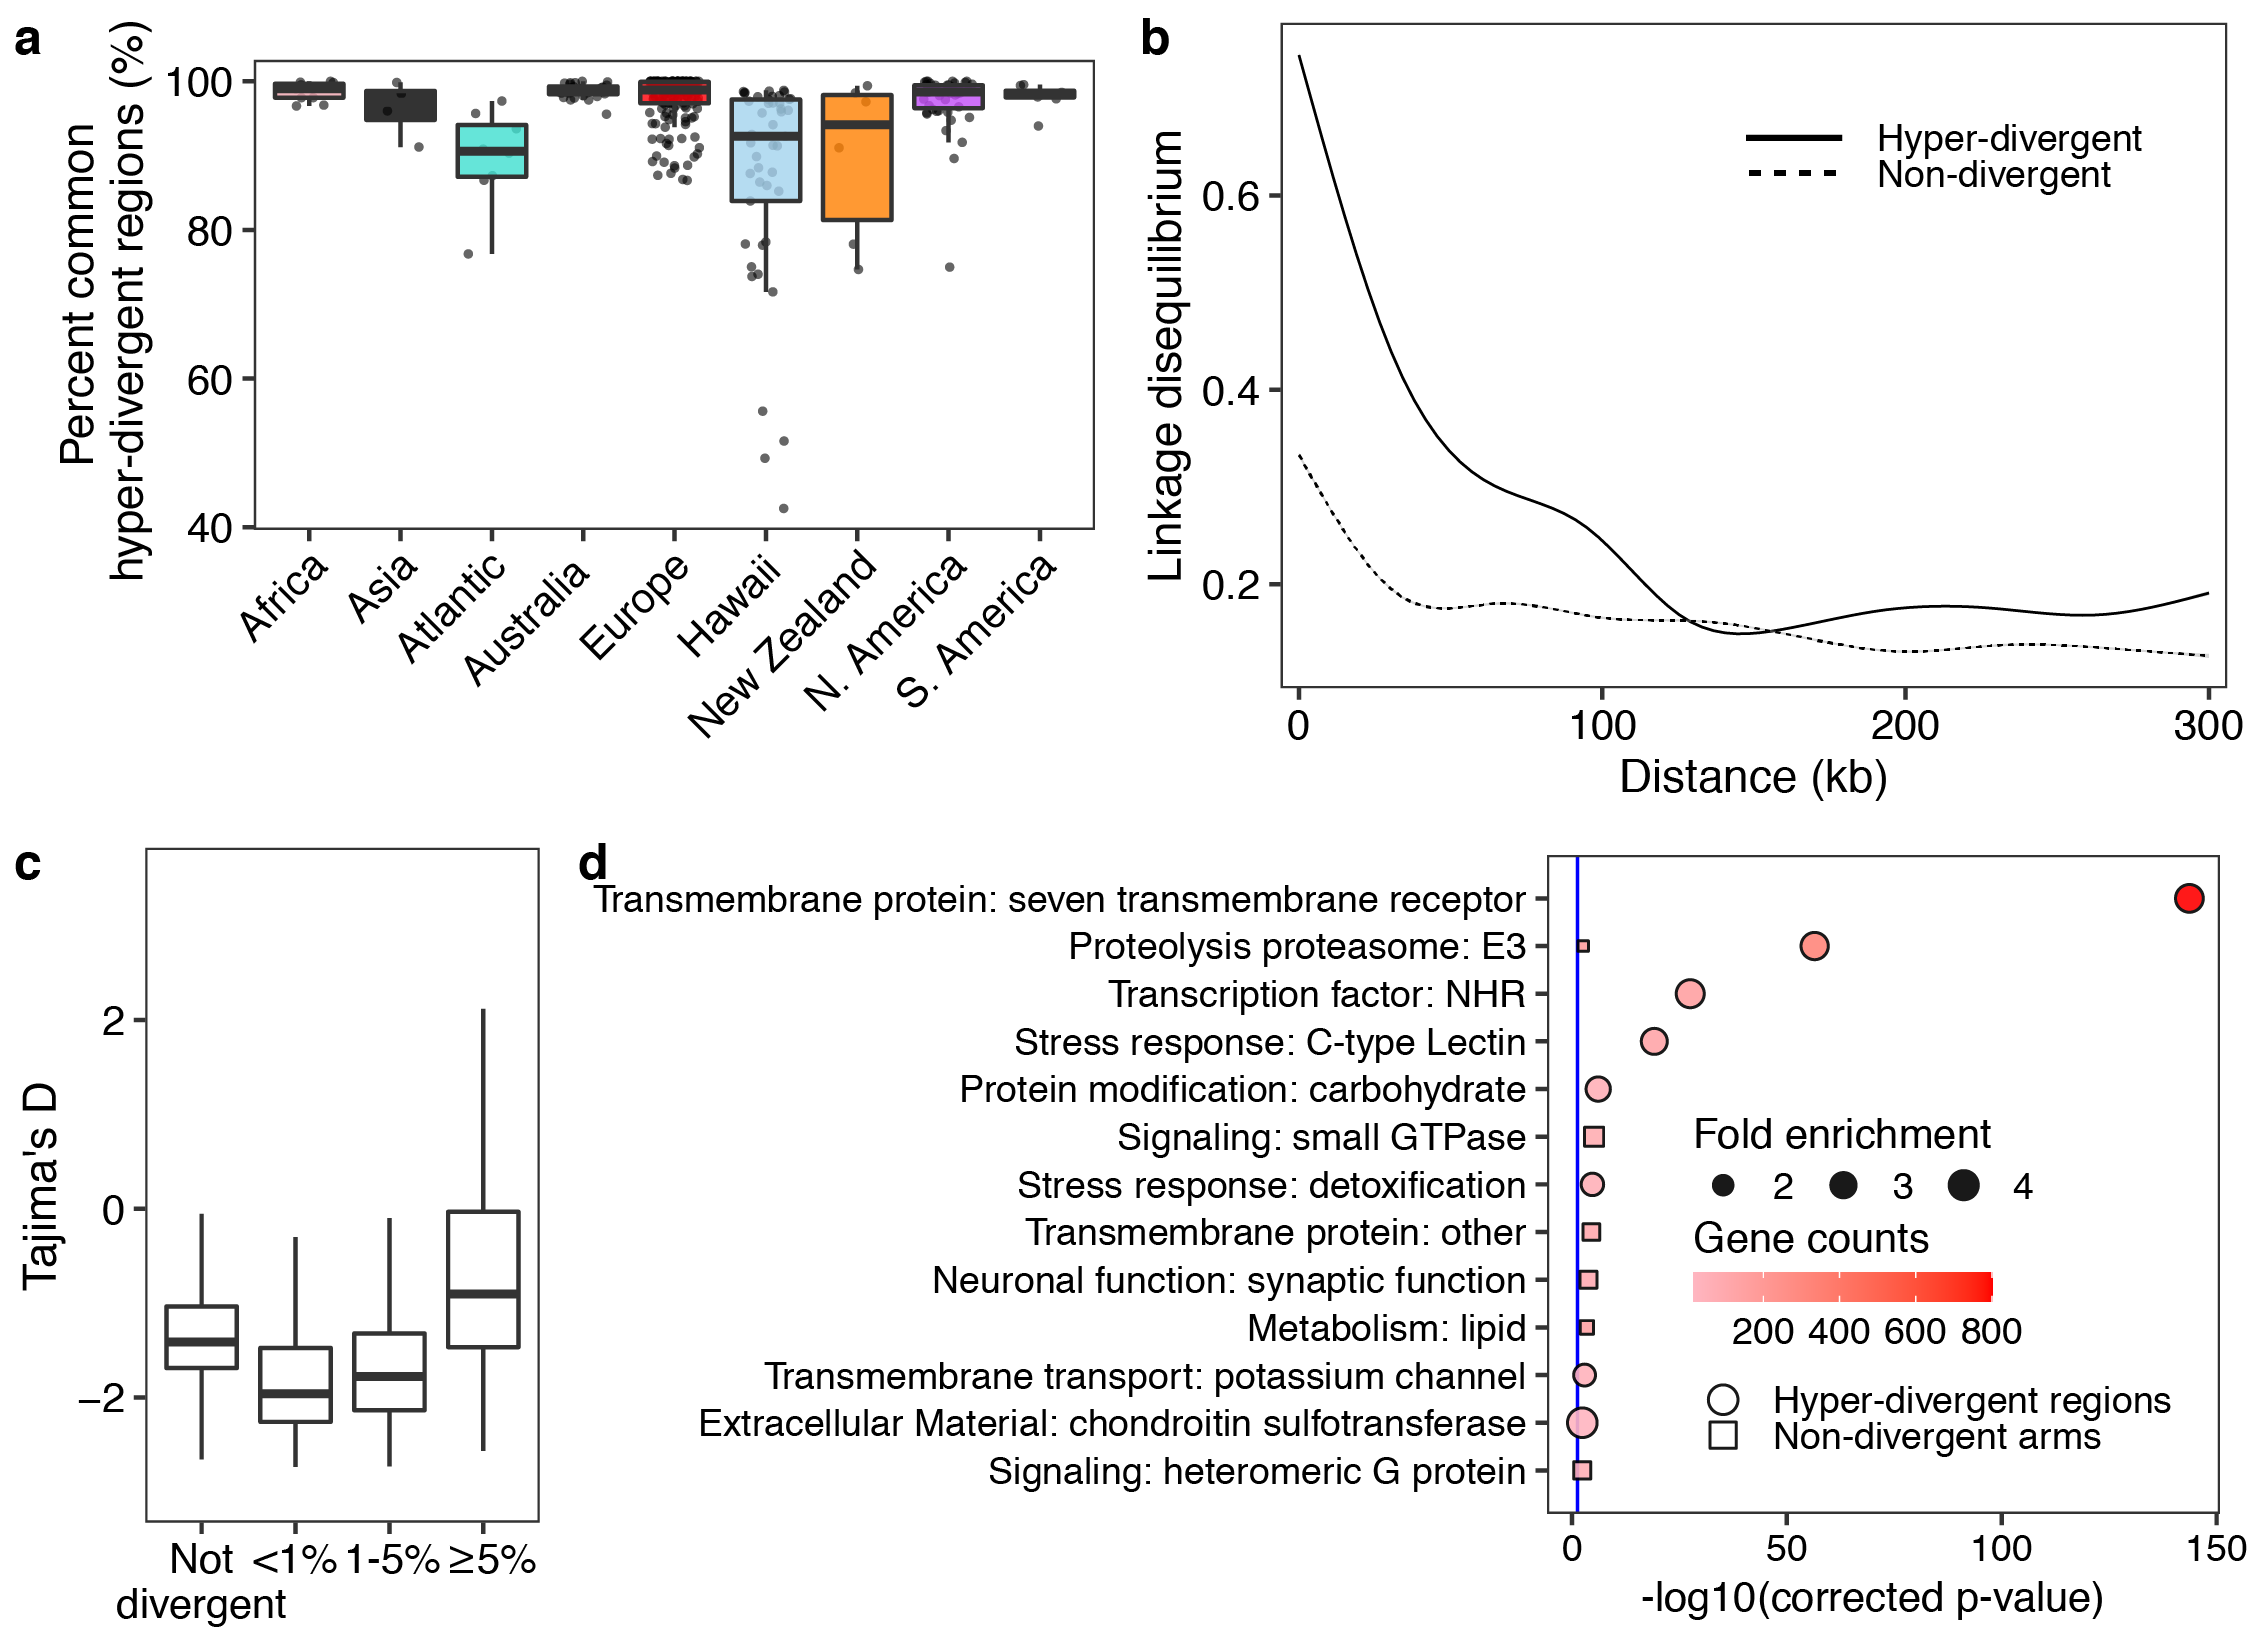 a
Percent common
hyper-divergent regions (%)
100
80
60
40
Africa
Asia
Atlantic
Australia
Europe
Hawaii
New Zealand
N. America
S. America
b
Linkage disequilibrium
0.6
0.4
0.2
Hyper-divergent
Non-divergent
0
100
200
300
Distance (kb)
c
Tajima's D
2
0
−2
Not
divergent
<1%
1-5%
≥5%
d
Transmembrane protein: seven transmembrane receptor
Proteolysis proteasome: E3
Transcription factor: NHR
Stress response: C-type Lectin
Protein modification: carbohydrate
Signaling: small GTPase
Stress response: detoxification
Transmembrane protein: other
Neuronal function: synaptic function
Metabolism: lipid
Transmembrane transport: potassium channel
Extracellular Material: chondroitin sulfotransferase
Signaling: heteromeric G protein
Fold enrichment
2 3 4
Gene counts
200 400 600 800
Hyper-divergent regions
Non-divergent arms
0
50
100
150
-log10(corrected p-value)